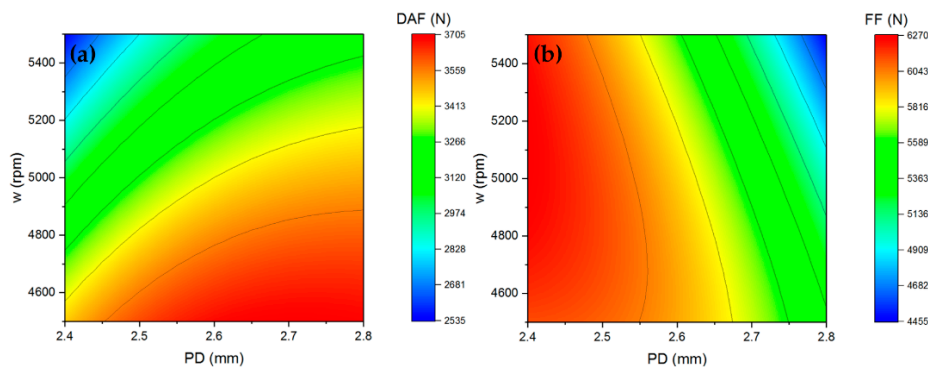 DAF (N)
(a)
w (rpm)
5400
5200
5000
4800
4600
2.4 2.5 2.6 2.7 2.8
PD (mm)
3705
3559
3413
3266
3120
2974
2828
2681
2535
FF (N)
(b)
w (rpm)
5400
5200
5000
4800
4600
2.4 2.5 2.6 2.7 2.8
PD (mm)
6270
6043
5816
5589
5363
5136
4909
4682
4455